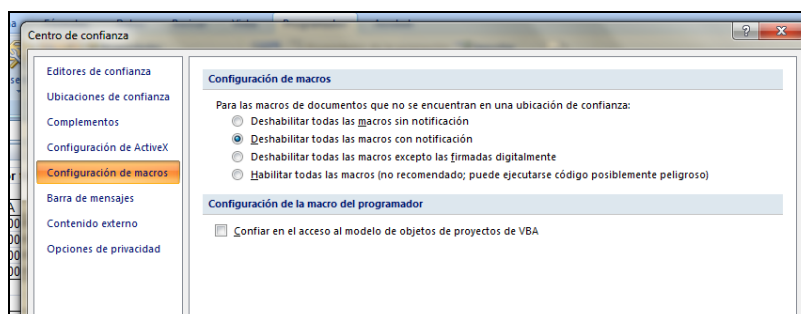 Centro de confianza
Editores de confianza
Ubicaciones de confianza
Complementos
Configuración de ActiveX
Configuración de macros
Barra de mensajes
Contenido externo
Opciones de privacidad
Configuración de macros
Para las macros de documentos que no se encuentran en una ubicación de confianza:
Deshabilitar todas las macros sin notificación
Deshabilitar todas las macros con notificación
Deshabilitar todas las macros excepto las firmadas digitalmente
Habilitar todas las macros (no recomendado; puede ejecutarse código posiblemente peligroso)
Configuración de la macro del programador
Confiar en el acceso al modelo de objetos de proyectos de VBA